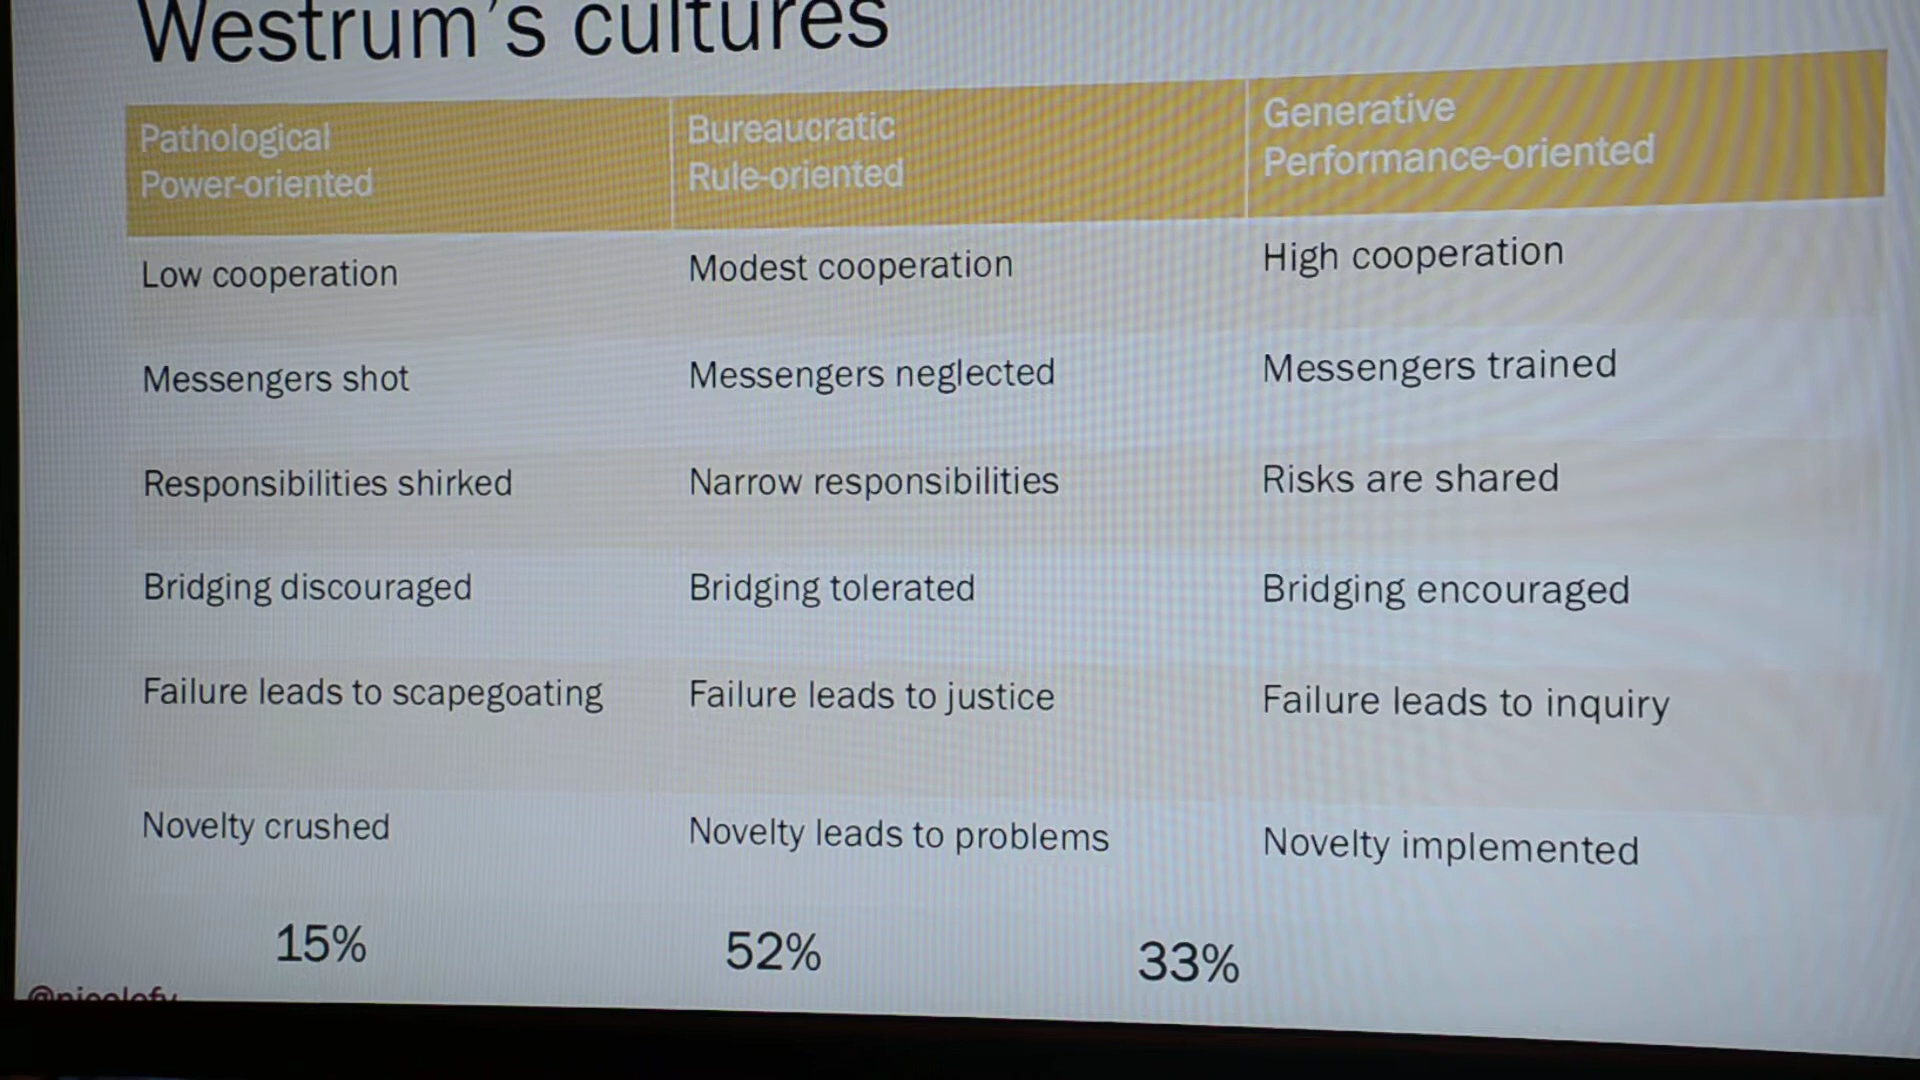 Westrum's cultures
Pathological
Power-oriented
Bureaucratic
Rule-oriented
Generative
Performance-oriented
Low cooperation
Modest cooperation
High cooperation
Messengers shot
Messengers neglected
Messengers trained
Responsibilities shirked
Narrow responsibilities
Risks are shared
Bridging discouraged
Bridging tolerated
Bridging encouraged
Failure leads to scapegoating
Failure leads to justice
Failure leads to inquiry
Novelty crushed
Novelty leads to problems
Novelty implemented
15%
52%
33%